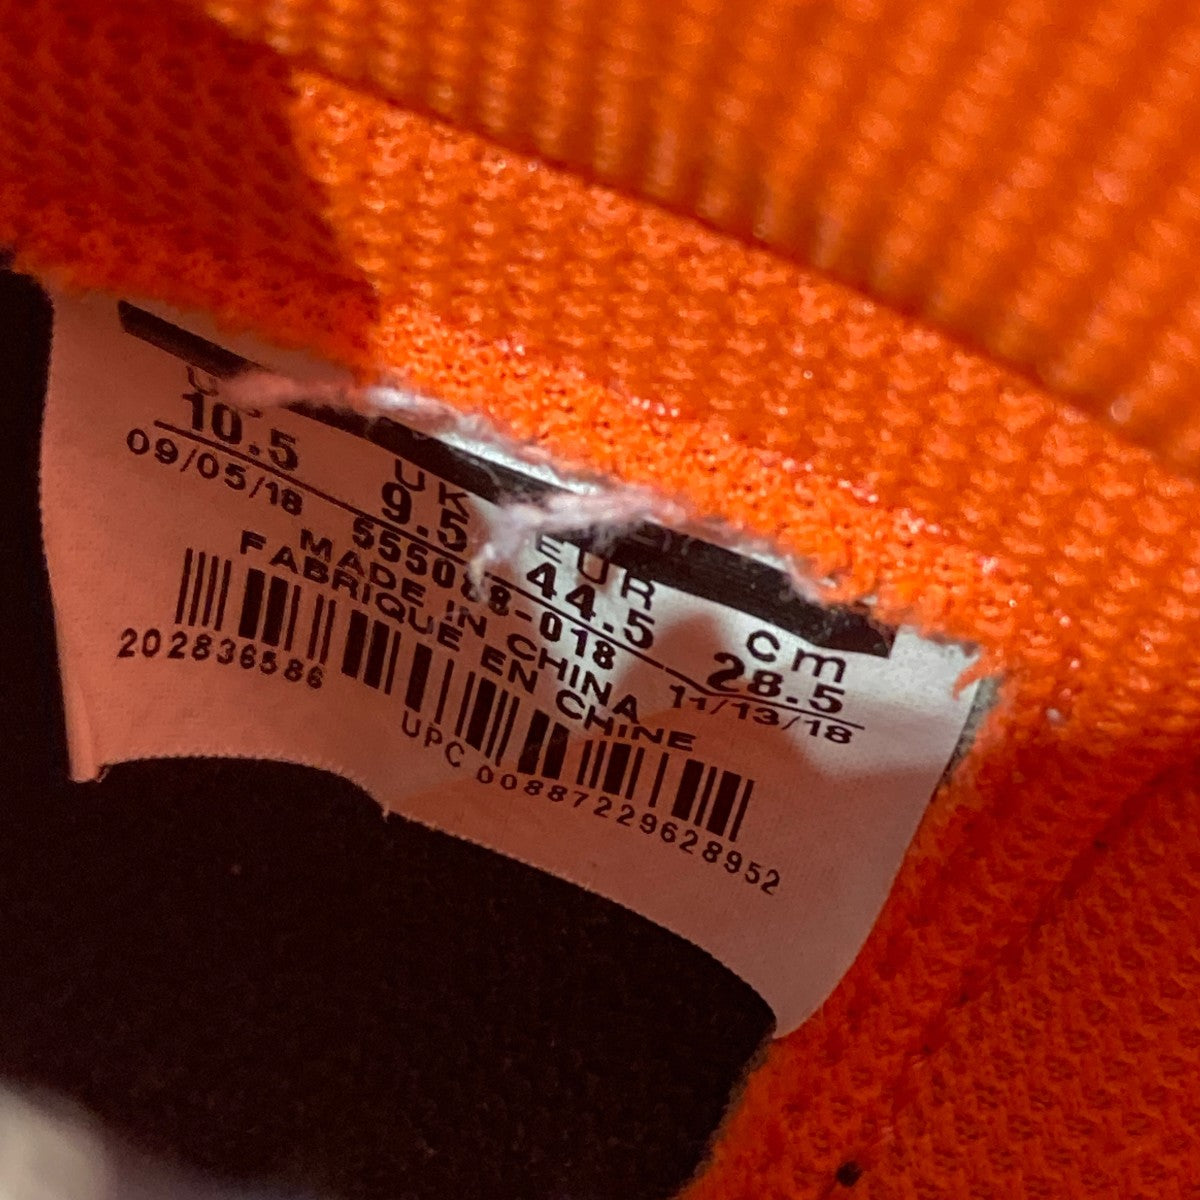 UK EUR cm
10.5 9.5 44.5 28.5
09/05/18 555088-018 11/13/18
MADE IN CHINA
FABRIQUE EN CHINE
202836586
UPC 00887229628952